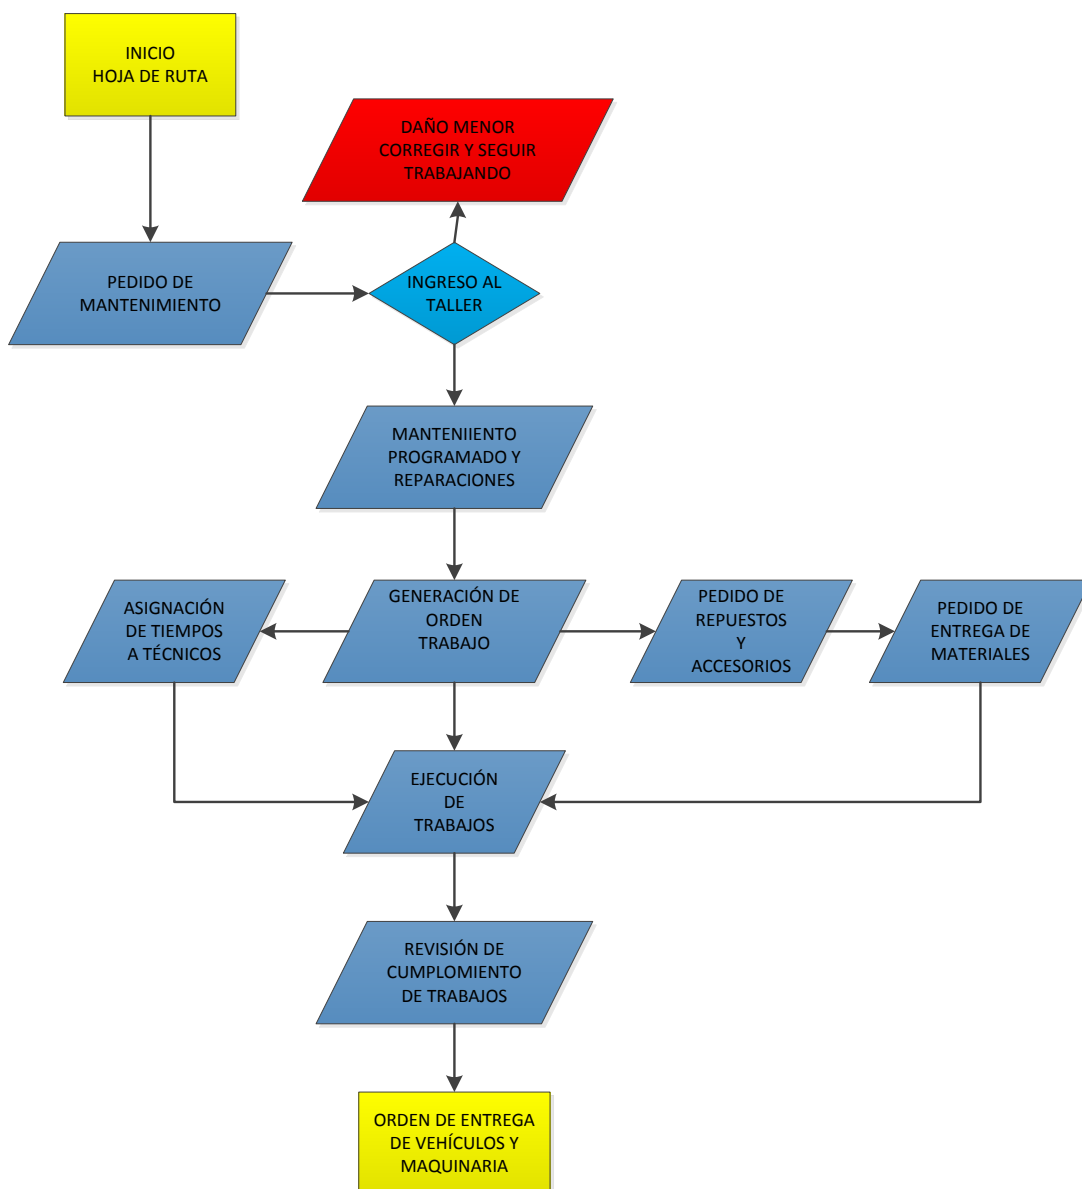 INICIO
HOJA DE RUTA
DAÑO MENOR
CORREGIR Y SEGUIR
TRABAJANDO
PEDIDO DE
MANTENIMIENTO
INGRESO AL
TALLER
MANTENIIENTO
PROGRAMADO Y
REPARACIONES
ASIGNACIÓN
DE TIEMPOS
A TÉCNICOS
GENERACIÓN DE
ORDEN
TRABAJO
PEDIDO DE
REPUESTOS
Y
ACCESORIOS
PEDIDO DE
ENTREGA DE
MATERIALES
EJECUCIÓN
DE
TRABAJOS
REVISIÓN DE
CUMPLOMIENTO
DE TRABAJOS
ORDEN DE ENTREGA
DE VEHÍCULOS Y
MAQUINARIA